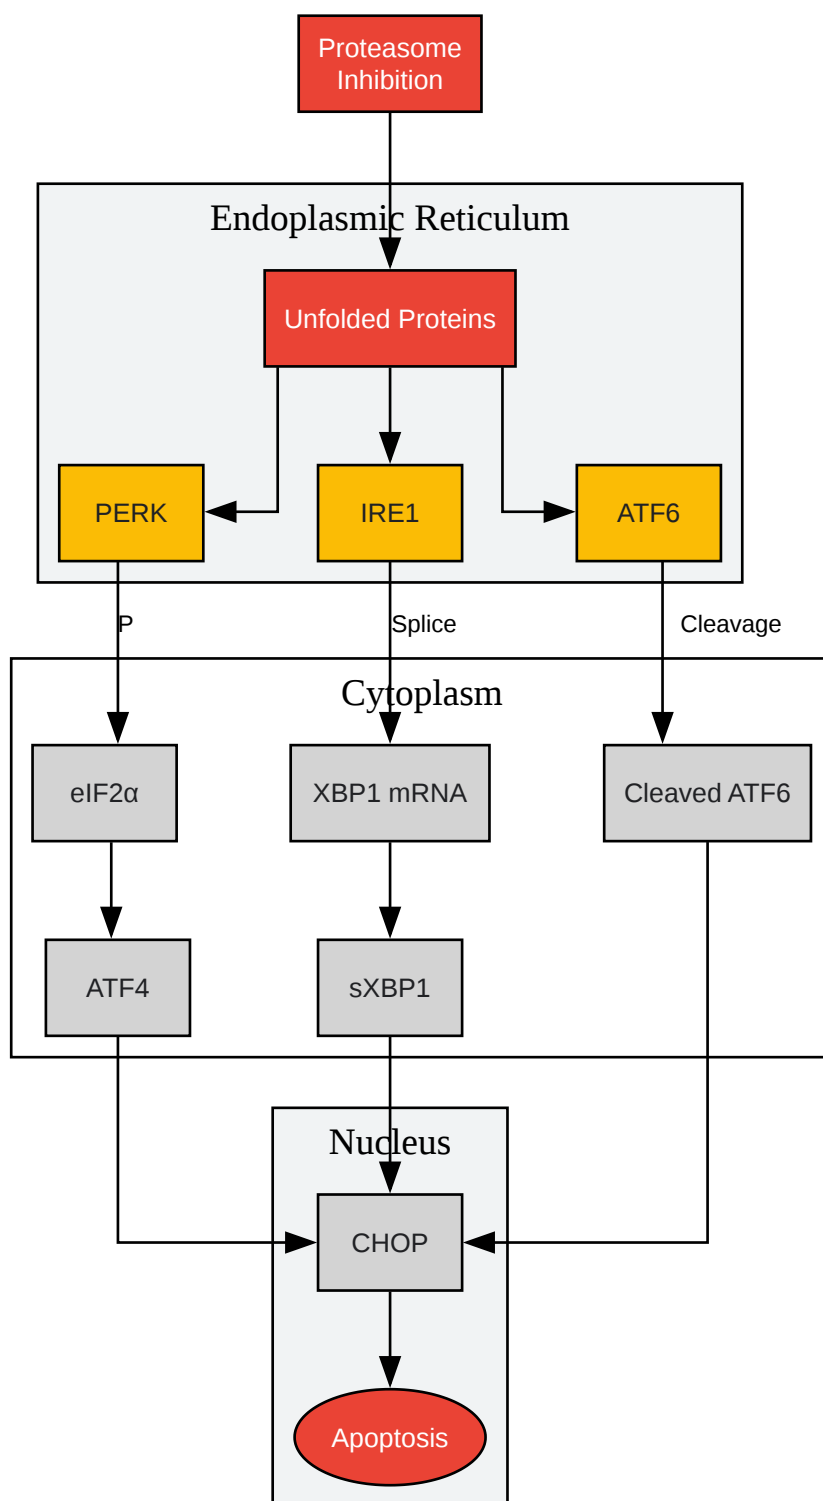 Proteasome
Inhibition
Endoplasmic Reticulum
Unfolded Proteins
PERK
IRE1
ATF6
P
Splice
Cleavage
Cytoplasm
eIF2α
XBP1 mRNA
Cleaved ATF6
ATF4
sXBP1
Nucleus
CHOP
Apoptosis